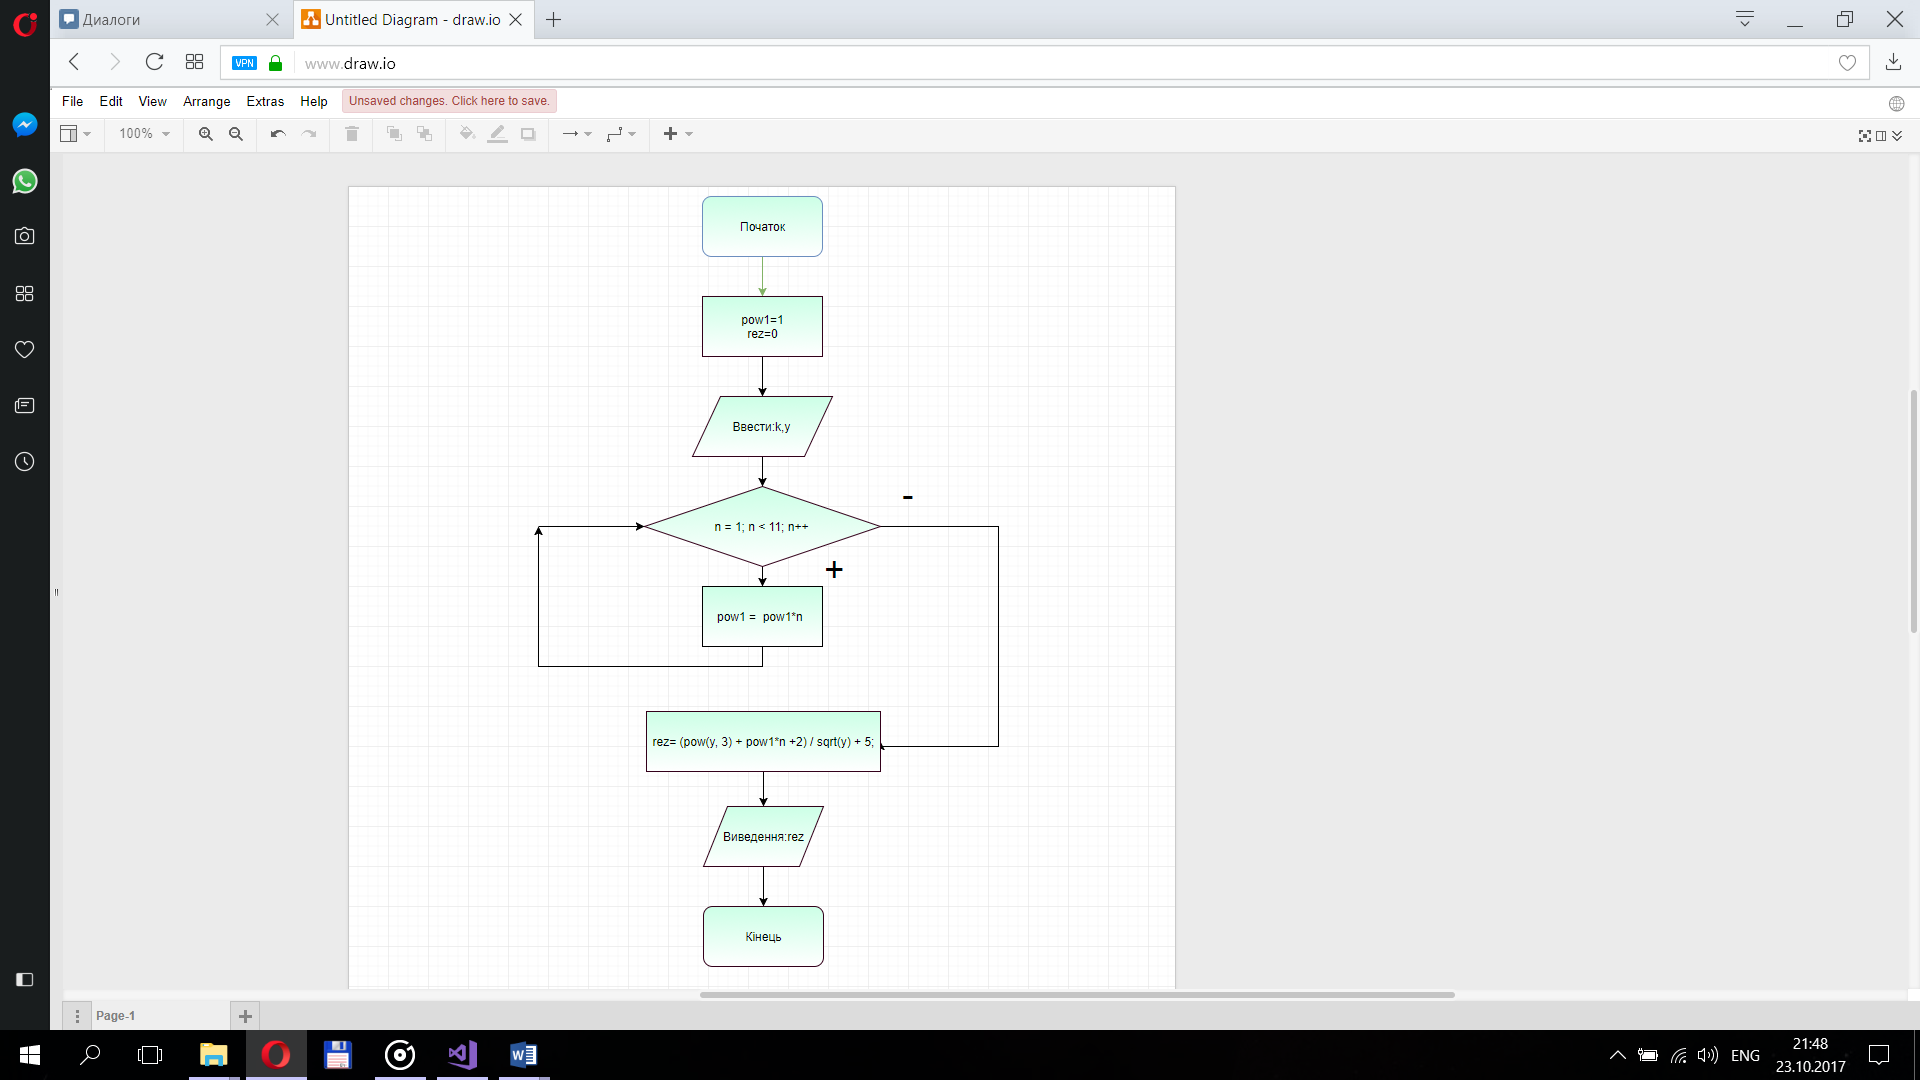 Диалоги
Untitled Diagram - draw.io
VPN
www.draw.io
File Edit View Arrange Extras Help Unsaved changes. Click here to save.
100%
Початок
pow1=1
rez=0
Ввести:k,y
-
n = 1; n < 11; n++
+
pow1 = pow1*n
rez= (pow(y, 3) + pow1*n +2) / sqrt(y) + 5;
Виведення:rez
Кінець
Page-1
ENG
21:48
23.10.2017